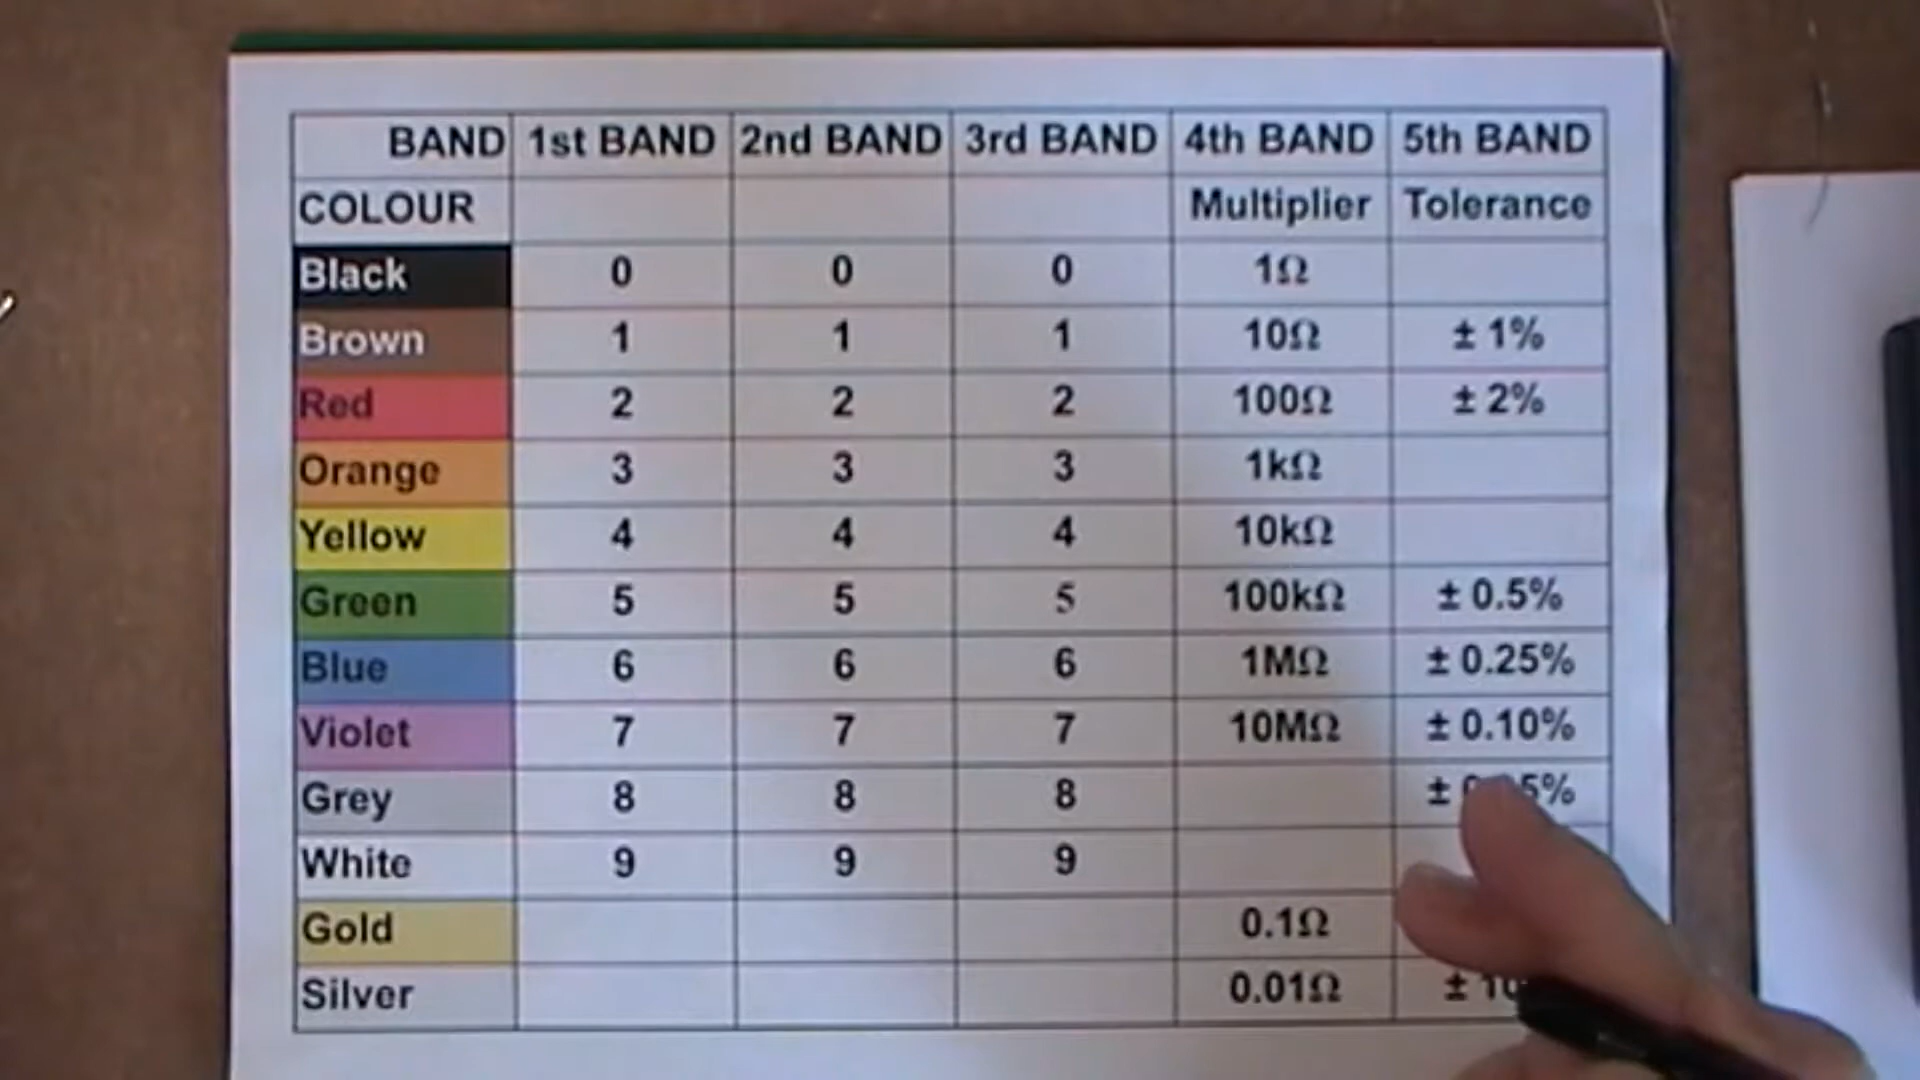 BAND 1st BAND 2nd BAND 3rd BAND 4th BAND 5th BAND
COLOUR Multiplier Tolerance
Black 0 0 0 1Ω
Brown 1 1 1 10Ω ± 1%
Red 2 2 2 100Ω ± 2%
Orange 3 3 3 1kΩ
Yellow 4 4 4 10kΩ
Green 5 5 5 100kΩ ± 0.5%
Blue 6 6 6 1MΩ ± 0.25%
Violet 7 7 7 10MΩ ± 0.10%
Grey 8 8 8 ±
White 9 9 9
Gold 0.1Ω
Silver 0.01Ω ± 10